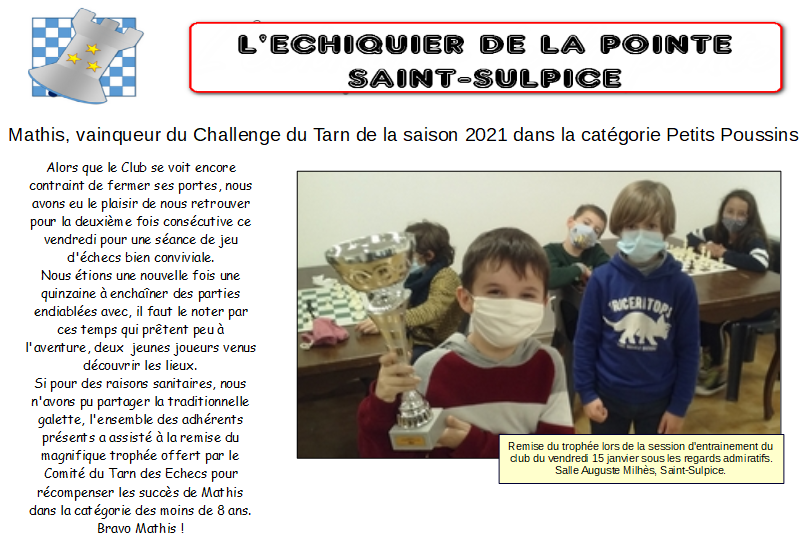 L'ECHIQUIER DE LA POINTE
SAINT-SULPICE
Mathis, vainqueur du Challenge du Tarn de la saison 2021 dans la catégorie Petits Poussins
Alors que le Club se voit encore
contraint de fermer ses portes, nous
avons eu le plaisir de nous retrouver
pour la deuxième fois consécutive ce
vendredi pour une séance de jeu
d'échecs bien conviviale.
Nous étions une nouvelle fois une
quinzaine à enchaîner des parties
endiablées avec, il faut le noter par
ces temps qui prêtent peu à
l'aventure, deux jeunes joueurs venus
découvrir les lieux.
Si pour des raisons sanitaires, nous
n'avons pu partager la traditionnelle
galette, l'ensemble des adhérents
présents a assisté à la remise du
magnifique trophée offert par le
Comité du Tarn des Echecs pour
récompenser les succès de Mathis
dans la catégorie des moins de 8 ans.
Bravo Mathis !
Remise du trophée lors de la session d'entrainement du
club du vendredi 15 janvier sous les regards admiratifs.
Salle Auguste Milhès, Saint-Sulpice.